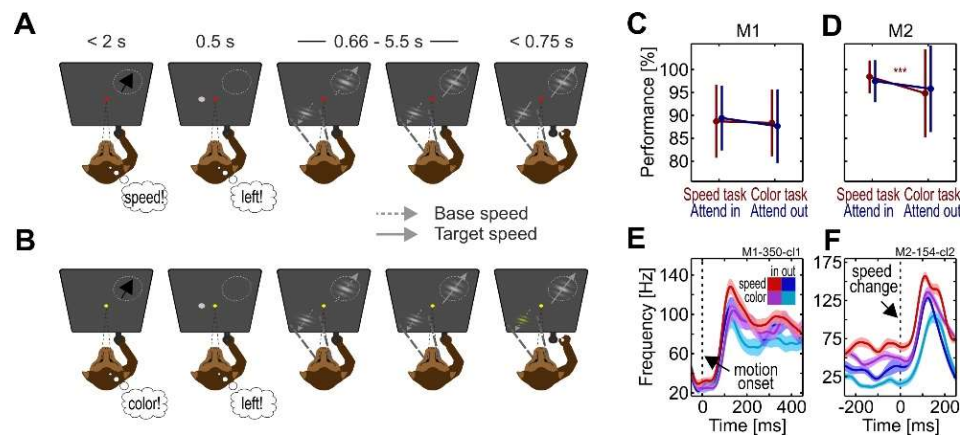 A
< 2 s
0.5 s
0.66 - 5.5 s
< 0.75 s
speed!
left!
Base speed
Target speed
B
color!
left!
C
M1
D
M2
Performance [%]
100
95
90
85
80
***
Speed task
Attend in
Color task
Attend out
Speed task
Attend in
Color task
Attend out
E
M1-350-cl1
Frequency [Hz]
140
100
60
20
in out
speed
color
motion
onset
0
200
400
Time [ms]
F
M2-154-cl2
175
125
75
25
speed
change
-200
0
200
Time [ms]